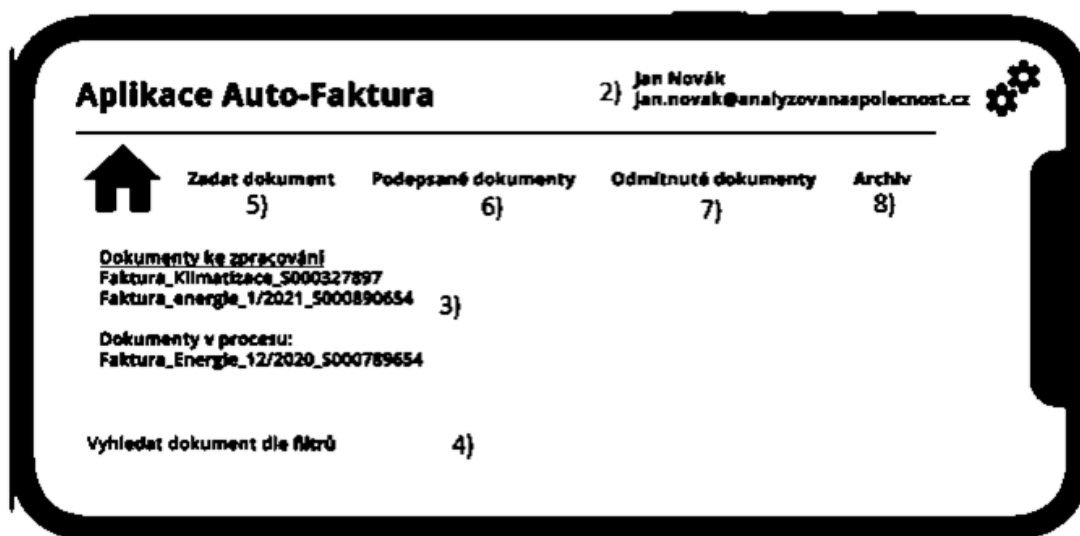 Aplikace Auto-Faktura
2) Jan Novák
jan.novak@analyzovanaspolecnost.cz
Zadat dokument Podepsané dokumenty Odmítnuté dokumenty Archiv
5) 6) 7) 8)
Dokumenty ke zpracování
Faktura_Klimatizace_S000327897
Faktura_energie_1/2021_S000890654
3)
Dokumenty v procesu:
Faktura_Energie_12/2020_S000789654
Vyhledat dokument dle filtrů 4)